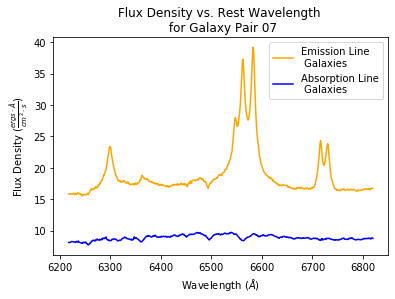 Flux Density vs. Rest Wavelength
for Galaxy Pair 07
Emission Line
Galaxies
Absorption Line
Galaxies
Flux Density (ergs · Å / cm² · s)
40
35
30
25
20
15
10
6200 6300 6400 6500 6600 6700 6800
Wavelength (Å)